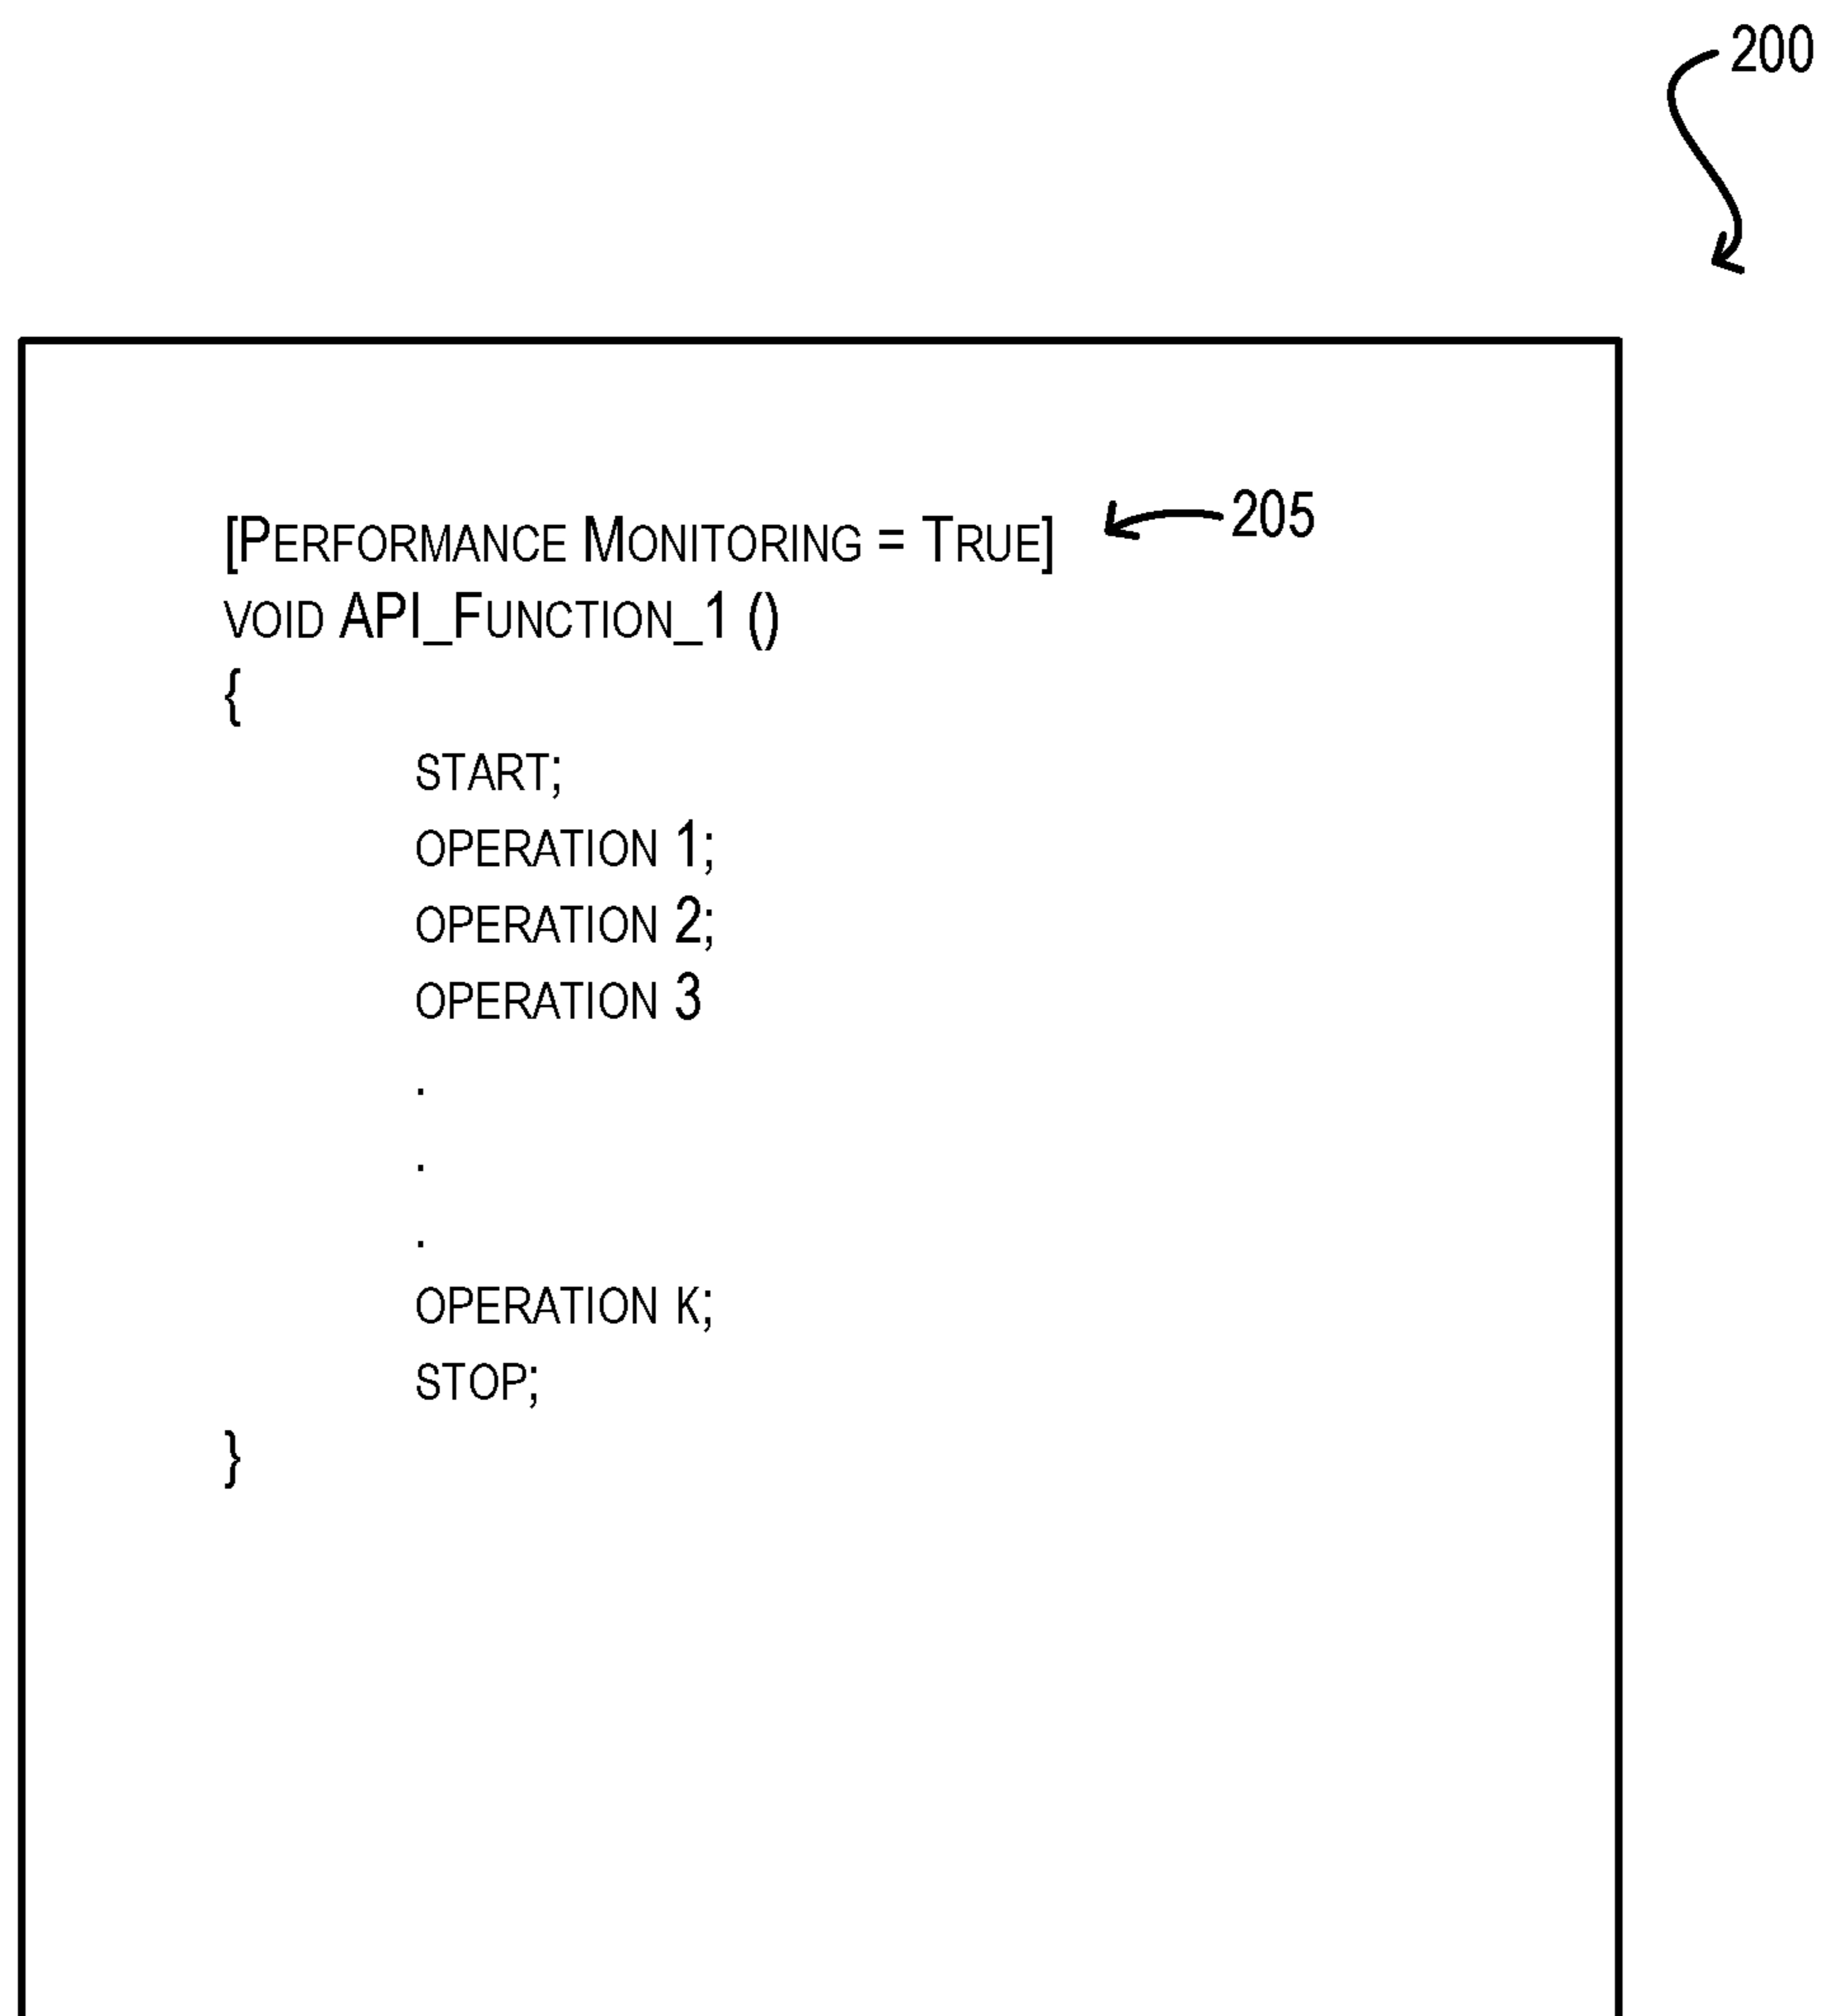 200
[Performance Monitoring = True] 205
void API_Function_1 ()
{
start;
operation 1;
operation 2;
operation 3
.
.
.
operation k;
stop;
}